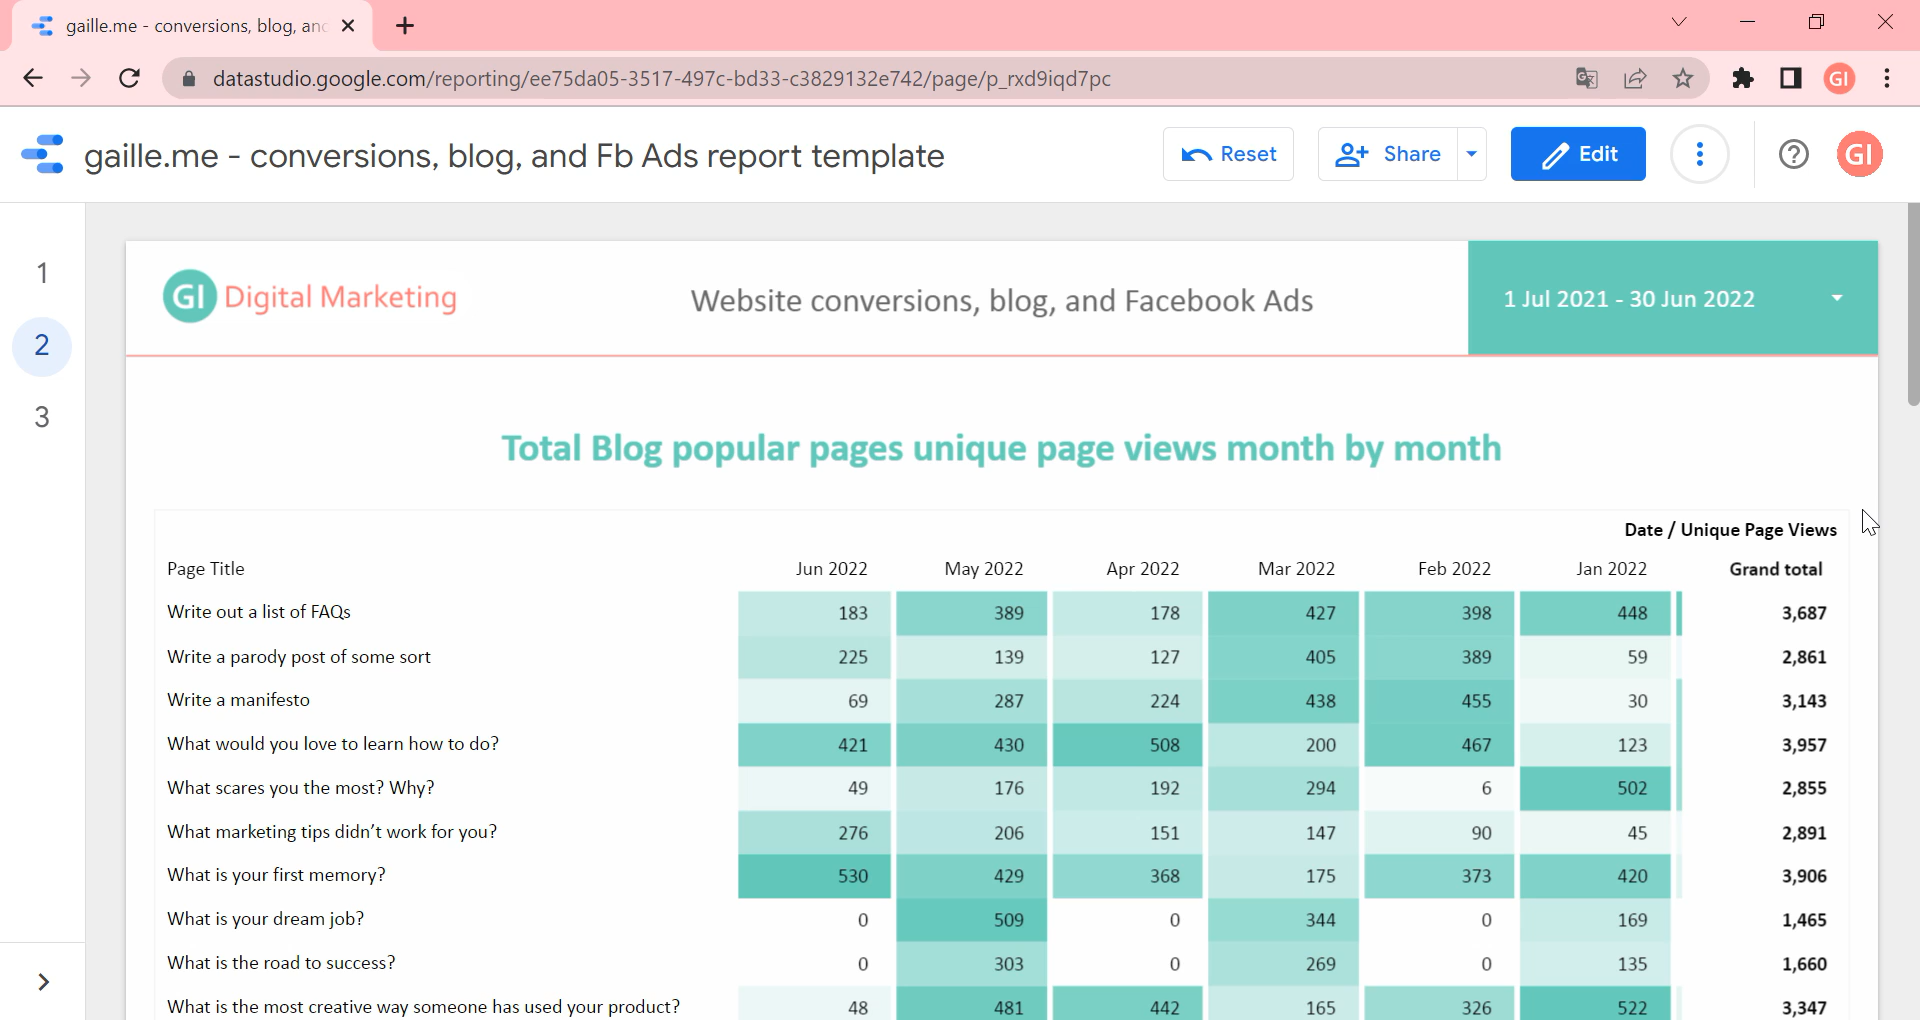 gaille.me - conversions, blog, an
datastudio.google.com/reporting/ee75da05-3517-497c-bd33-c3829132e742/page/p_rxd9iqd7pc
GI
gaille.me - conversions, blog, and Fb Ads report template
Reset
Share
Edit
GI
1
2
3
GI Digital Marketing
Website conversions, blog, and Facebook Ads
1 Jul 2021 - 30 Jun 2022
Total Blog popular pages unique page views month by month
Date / Unique Page Views
Page Title Jun 2022 May 2022 Apr 2022 Mar 2022 Feb 2022 Jan 2022 Grand total
Write out a list of FAQs 183 389 178 427 398 448 3,687
Write a parody post of some sort 225 139 127 405 389 59 2,861
Write a manifesto 69 287 224 438 455 30 3,143
What would you love to learn how to do? 421 430 508 200 467 123 3,957
What scares you the most? Why? 49 176 192 294 6 502 2,855
What marketing tips didn’t work for you? 276 206 151 147 90 45 2,891
What is your first memory? 530 429 368 175 373 420 3,906
What is your dream job? 0 509 0 344 0 169 1,465
What is the road to success? 0 303 0 269 0 135 1,660
What is the most creative way someone has used your product? 48 481 442 165 326 522 3,347